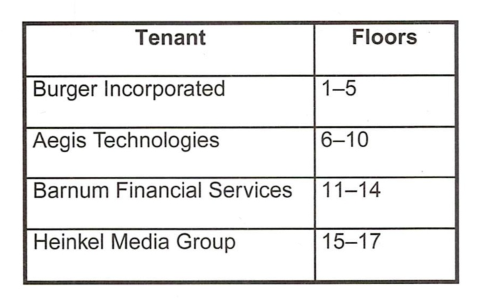 Tenant Floors
Burger Incorporated 1–5
Aegis Technologies 6–10
Barnum Financial Services 11–14
Heinkel Media Group 15–17